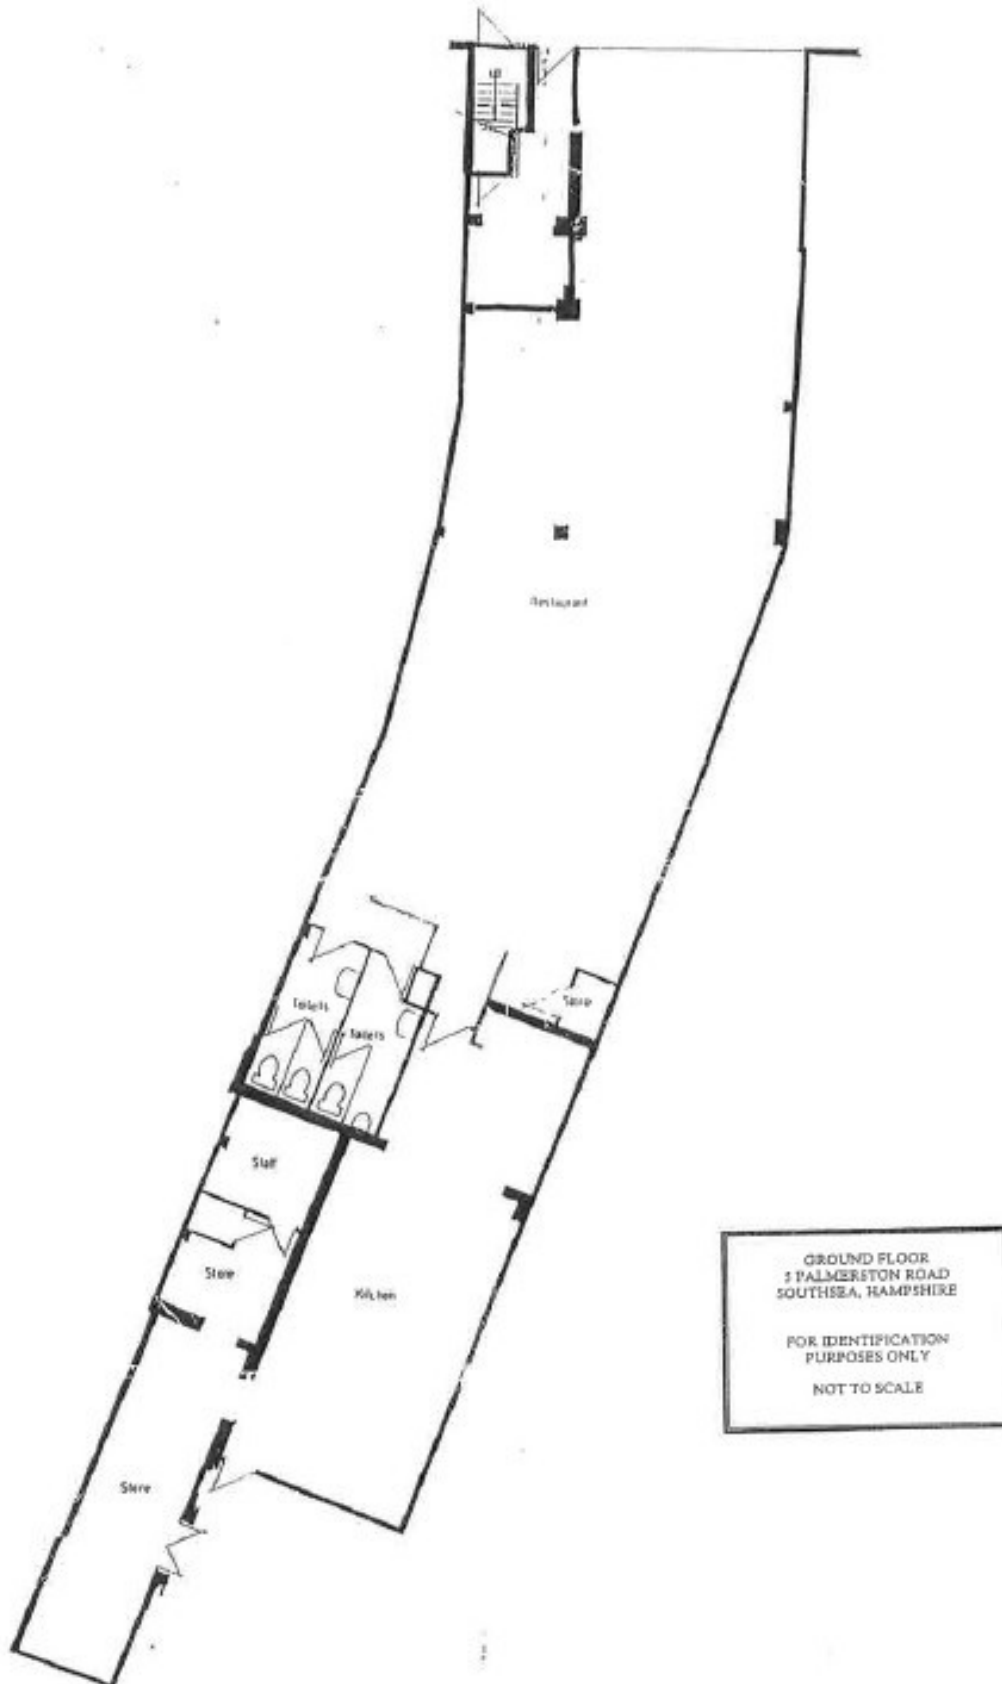 up
Restaurant
Store
Toilets
Toilets
Staff
Store
Kitchen
Store
GROUND FLOOR
5 PALMERSTON ROAD
SOUTHSEA, HAMPSHIRE
FOR IDENTIFICATION
PURPOSES ONLY
NOT TO SCALE